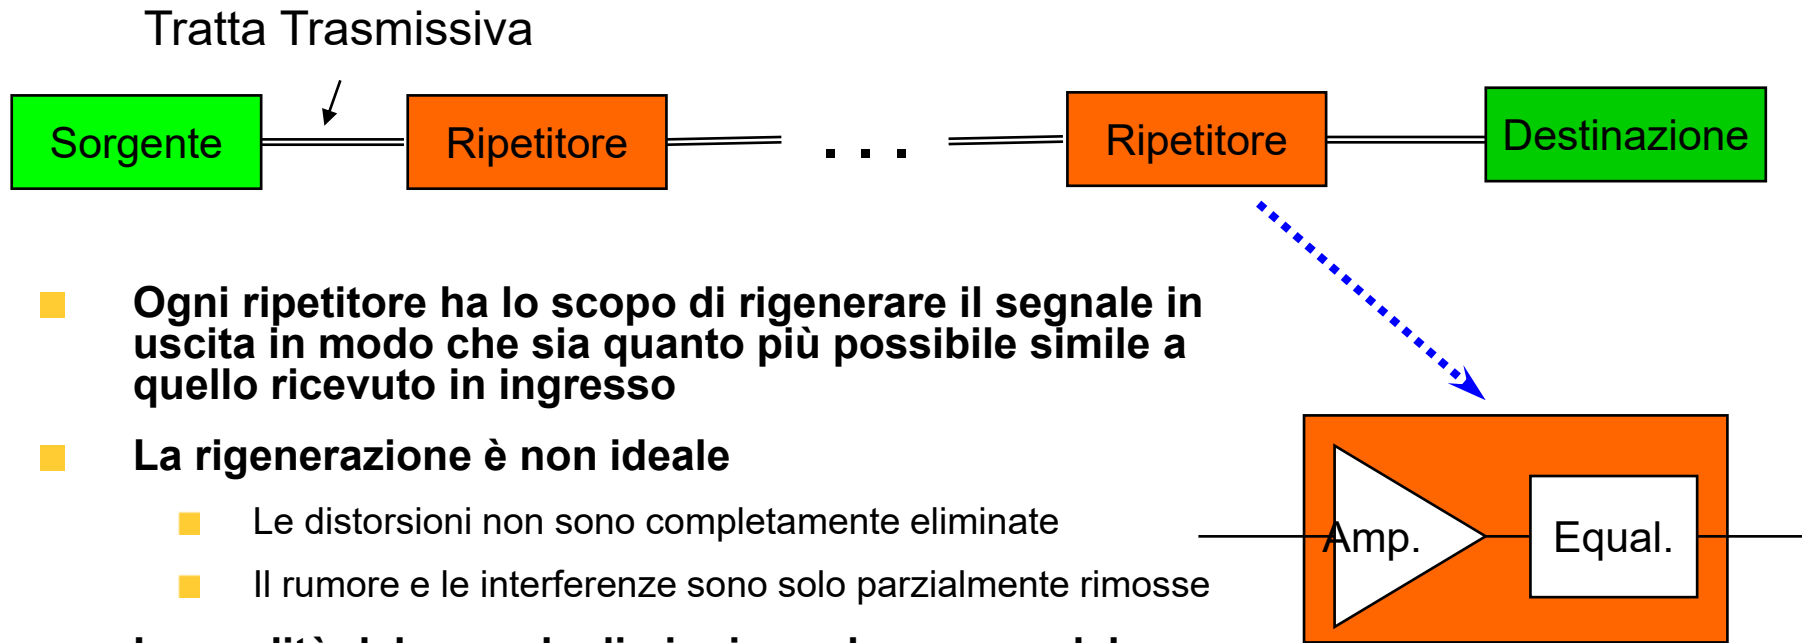 Tratta Trasmissiva
Sorgente
Ripetitore
. . .
Ripetitore
Destinazione
Ogni ripetitore ha lo scopo di rigenerare il segnale in
uscita in modo che sia quanto più possibile simile a
quello ricevuto in ingresso
La rigenerazione è non ideale
Le distorsioni non sono completamente eliminate
Il rumore e le interferenze sono solo parzialmente rimosse
Amp.
Equal.